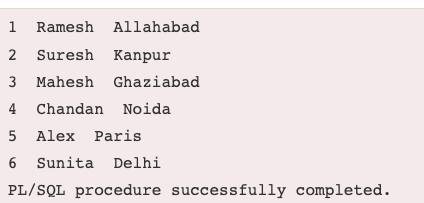 1  Ramesh  Allahabad
2  Suresh  Kanpur
3  Mahesh  Ghaziabad
4  Chandan  Noida
5  Alex  Paris
6  Sunita  Delhi
PL/SQL procedure successfully completed.